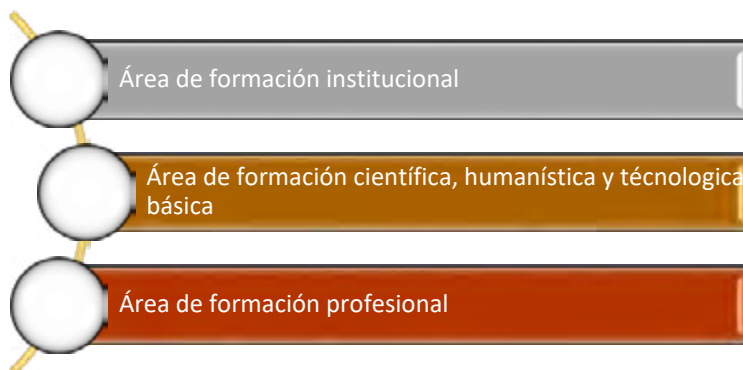 Área de formación institucional
Área de formación científica, humanística y técnologica
básica
Área de formación profesional